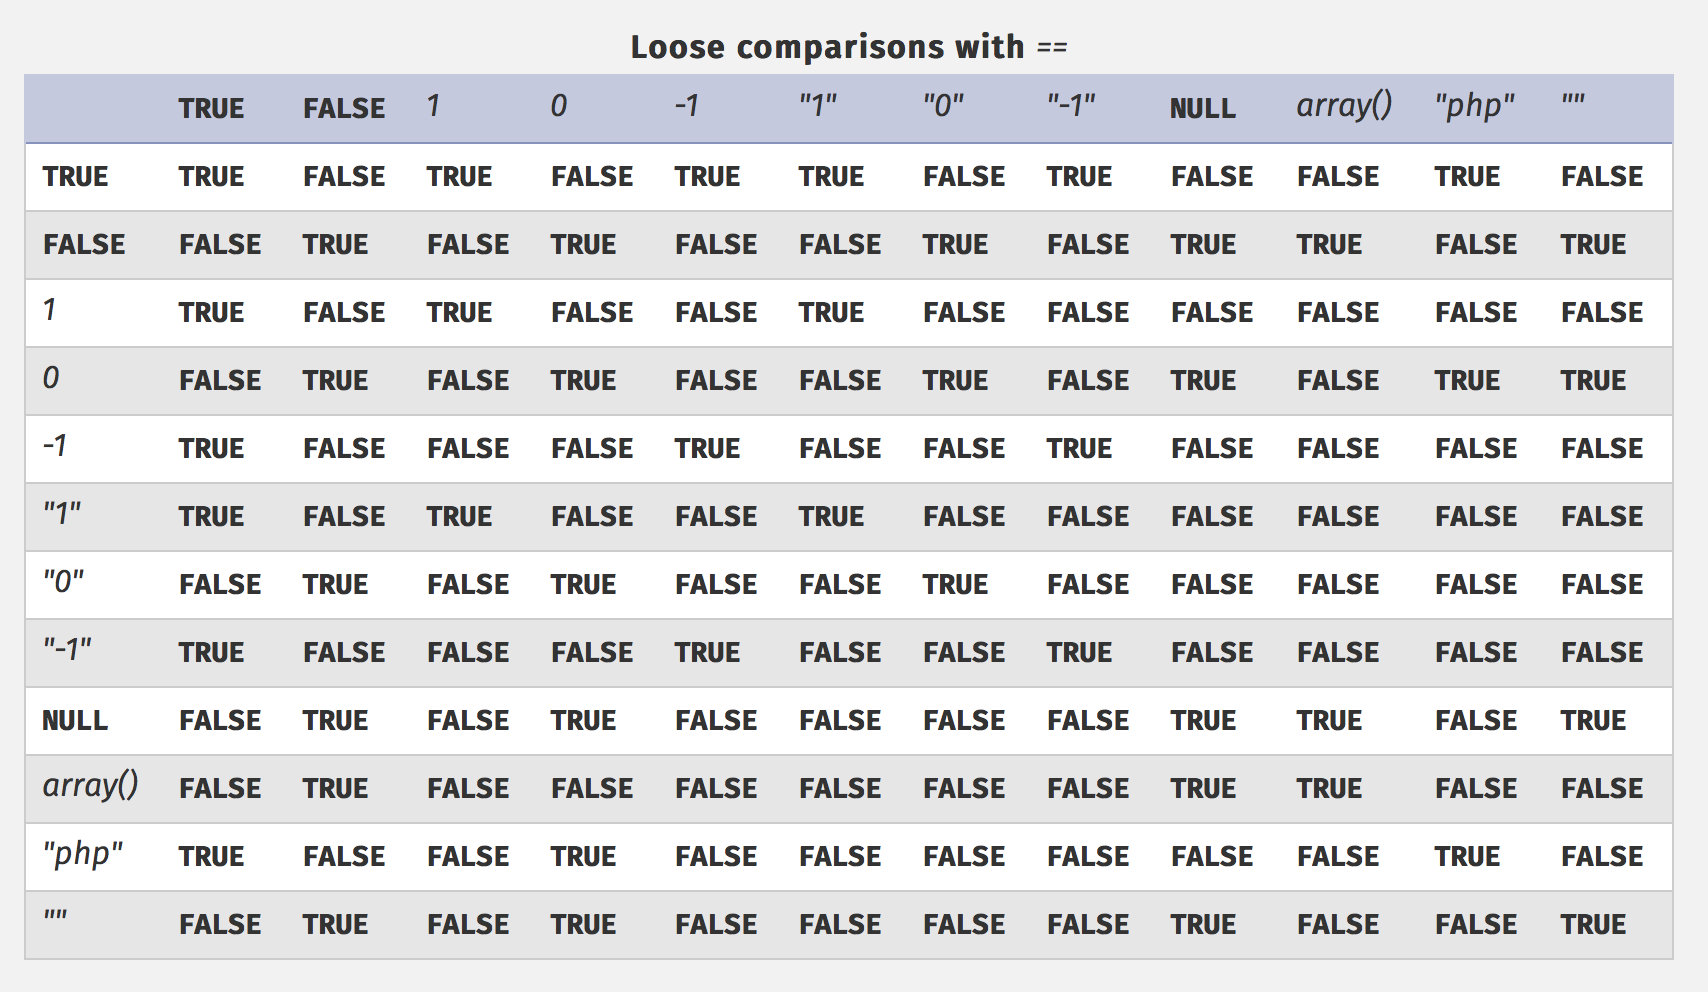 Loose comparisons with ==
TRUE FALSE 1 0 -1 "1" "0" "-1" NULL array() "php" ""
TRUE TRUE FALSE TRUE FALSE TRUE TRUE FALSE TRUE FALSE FALSE TRUE FALSE
FALSE FALSE TRUE FALSE TRUE FALSE FALSE TRUE FALSE TRUE TRUE FALSE TRUE
1 TRUE FALSE TRUE FALSE FALSE TRUE FALSE FALSE FALSE FALSE FALSE FALSE
0 FALSE TRUE FALSE TRUE FALSE FALSE TRUE FALSE TRUE FALSE TRUE TRUE
-1 TRUE FALSE FALSE FALSE TRUE FALSE FALSE TRUE FALSE FALSE FALSE FALSE
"1" TRUE FALSE TRUE FALSE FALSE TRUE FALSE FALSE FALSE FALSE FALSE FALSE
"0" FALSE TRUE FALSE TRUE FALSE FALSE TRUE FALSE FALSE FALSE FALSE FALSE
"-1" TRUE FALSE FALSE FALSE TRUE FALSE FALSE TRUE FALSE FALSE FALSE FALSE
NULL FALSE TRUE FALSE TRUE FALSE FALSE FALSE FALSE TRUE TRUE FALSE TRUE
array() FALSE TRUE FALSE FALSE FALSE FALSE FALSE FALSE TRUE TRUE FALSE FALSE
"php" TRUE FALSE FALSE TRUE FALSE FALSE FALSE FALSE FALSE FALSE TRUE FALSE
"" FALSE TRUE FALSE TRUE FALSE FALSE FALSE FALSE TRUE FALSE FALSE TRUE